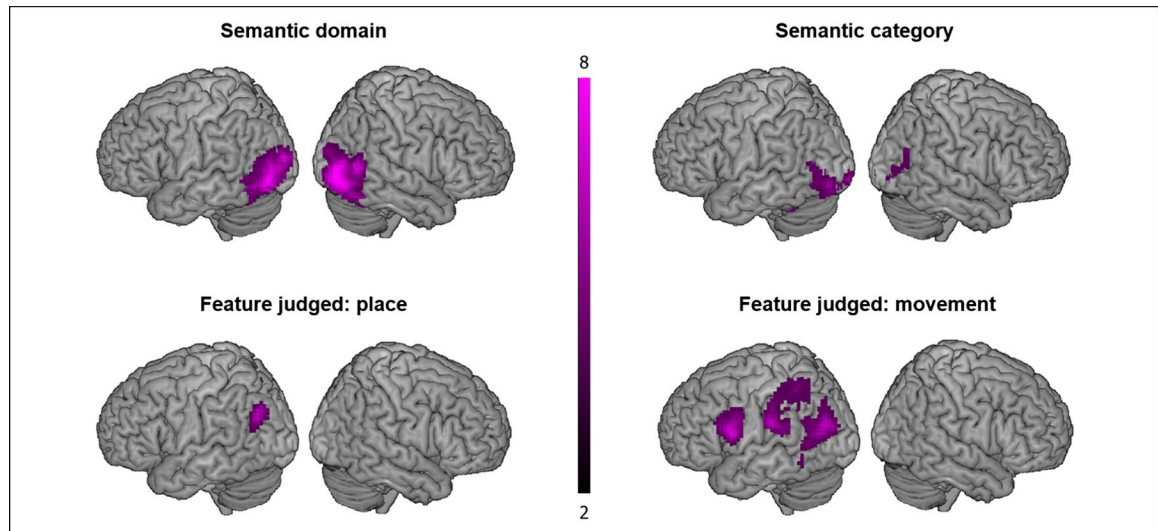 Semantic domain
Semantic category
8
Feature judged: place
Feature judged: movement
2